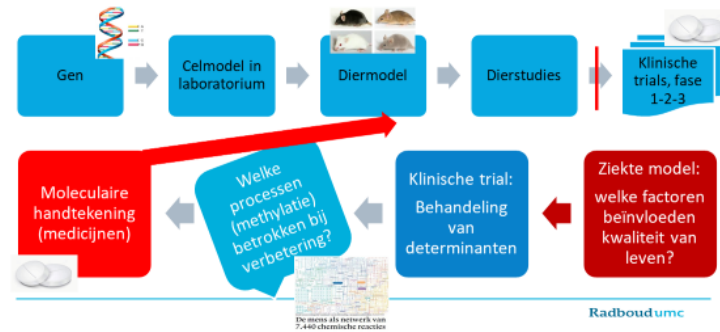 Gen
Celmodel in
laboratorium
Diermodel
Dierstudies
Klinische
trials, fase
1-2-3
Moleculaire
handtekening
(medicijnen)
Welke
processen
(methylatie)
betrokken bij
verbetering?
Klinische trial:
Behandeling
van
determinanten
Ziekte model:
welke factoren
beïnvloeden
kwaliteit van
leven?
De mens als netwerk van
7.440 chemische reacties
Radboudumc